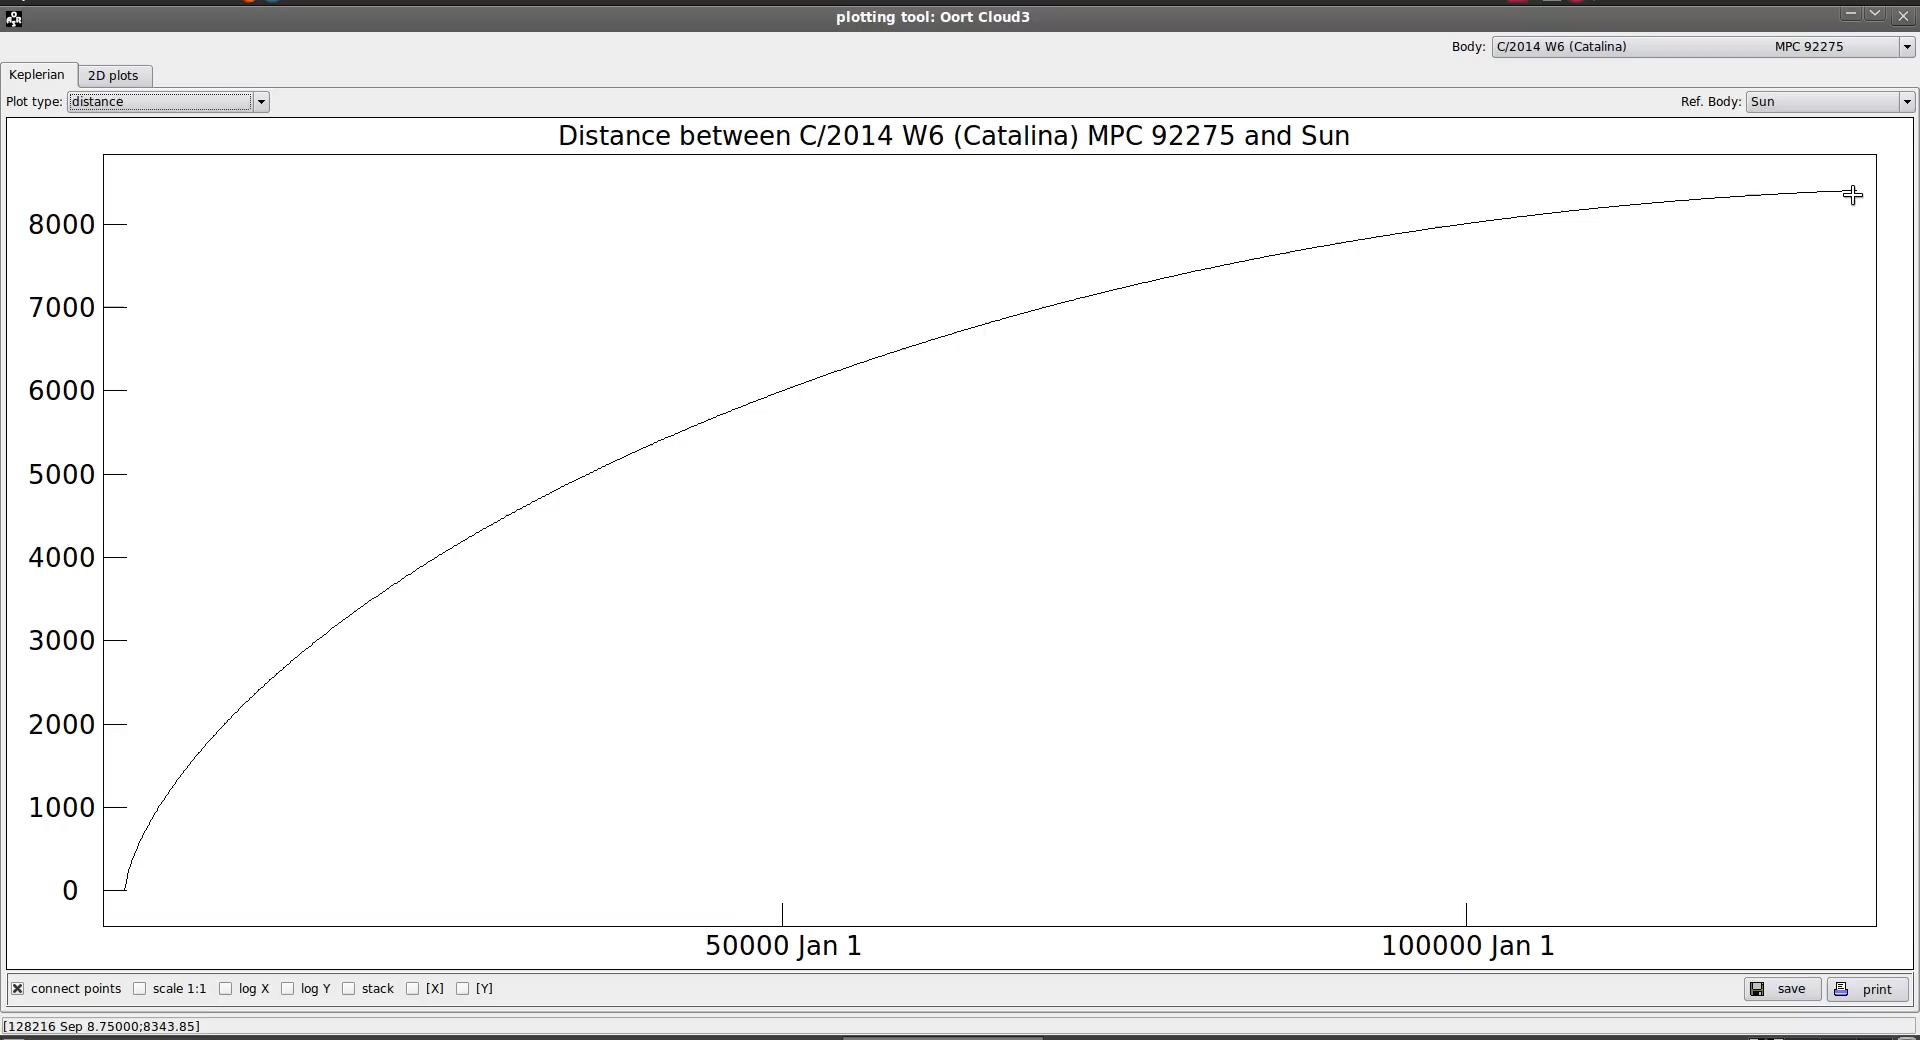 plotting tool: Oort Cloud3
Body: C/2014 W6 (Catalina) MPC 92275
Keplerian 2D plots
Plot type: distance Ref. Body: Sun
Distance between C/2014 W6 (Catalina) MPC 92275 and Sun
8000
7000
6000
5000
4000
3000
2000
1000
0
50000 Jan 1 100000 Jan 1
connect points scale 1:1 log X log Y stack [X] [Y] save print
[128216 Sep 8.75000;8343.85]